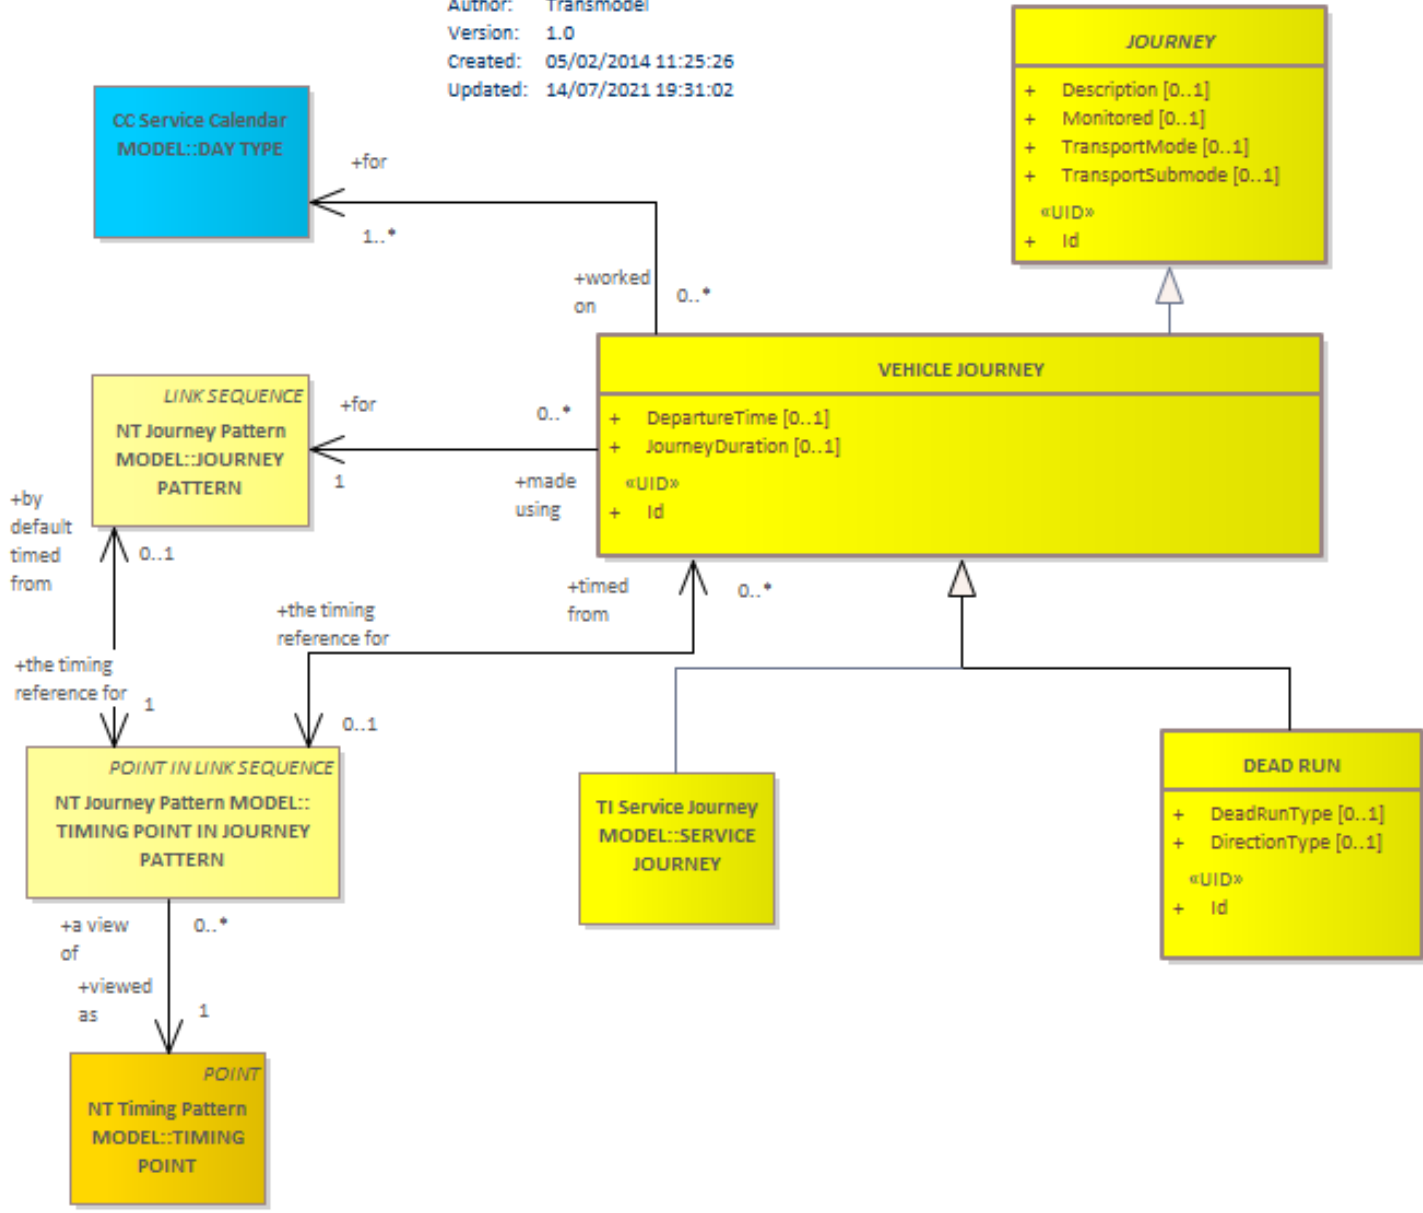 Author: Transmodel
Version: 1.0
Created: 05/02/2014 11:25:26
Updated: 14/07/2021 19:31:02
JOURNEY
+ Description [0..1]
+ Monitored [0..1]
+ TransportMode [0..1]
+ TransportSubmode [0..1]
«UID»
+ Id
CC Service Calendar
MODEL::DAY TYPE
+for
1..*
+worked
on
0..*
VEHICLE JOURNEY
+ DepartureTime [0..1]
+ JourneyDuration [0..1]
«UID»
+ Id
LINK SEQUENCE
NT Journey Pattern
MODEL::JOURNEY
PATTERN
+for
0..*
1
+made
using
+by
default
timed
from
0..1
+timed
from
0..*
+the timing
reference for
+the timing
reference for
1
0..1
POINT IN LINK SEQUENCE
NT Journey Pattern MODEL::
TIMING POINT IN JOURNEY
PATTERN
TI Service Journey
MODEL::SERVICE
JOURNEY
DEAD RUN
+ DeadRunType [0..1]
+ DirectionType [0..1]
«UID»
+ Id
+a view
of
0..*
+viewed
as
1
POINT
NT Timing Pattern
MODEL::TIMING
POINT